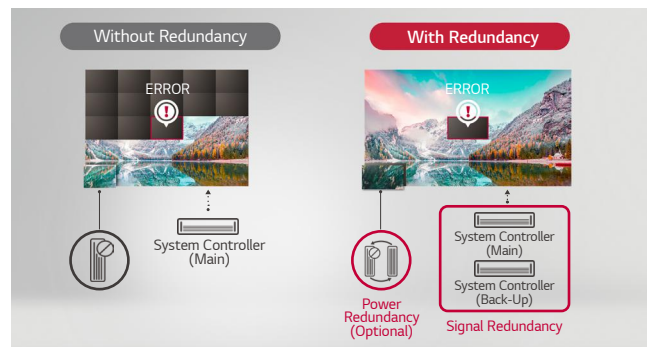 Without Redundancy
With Redundancy
ERROR
!
ERROR
!
System Controller
(Main)
System Controller
(Main)
System Controller
(Back-Up)
Power
Redundancy
(Optional)
Signal Redundancy